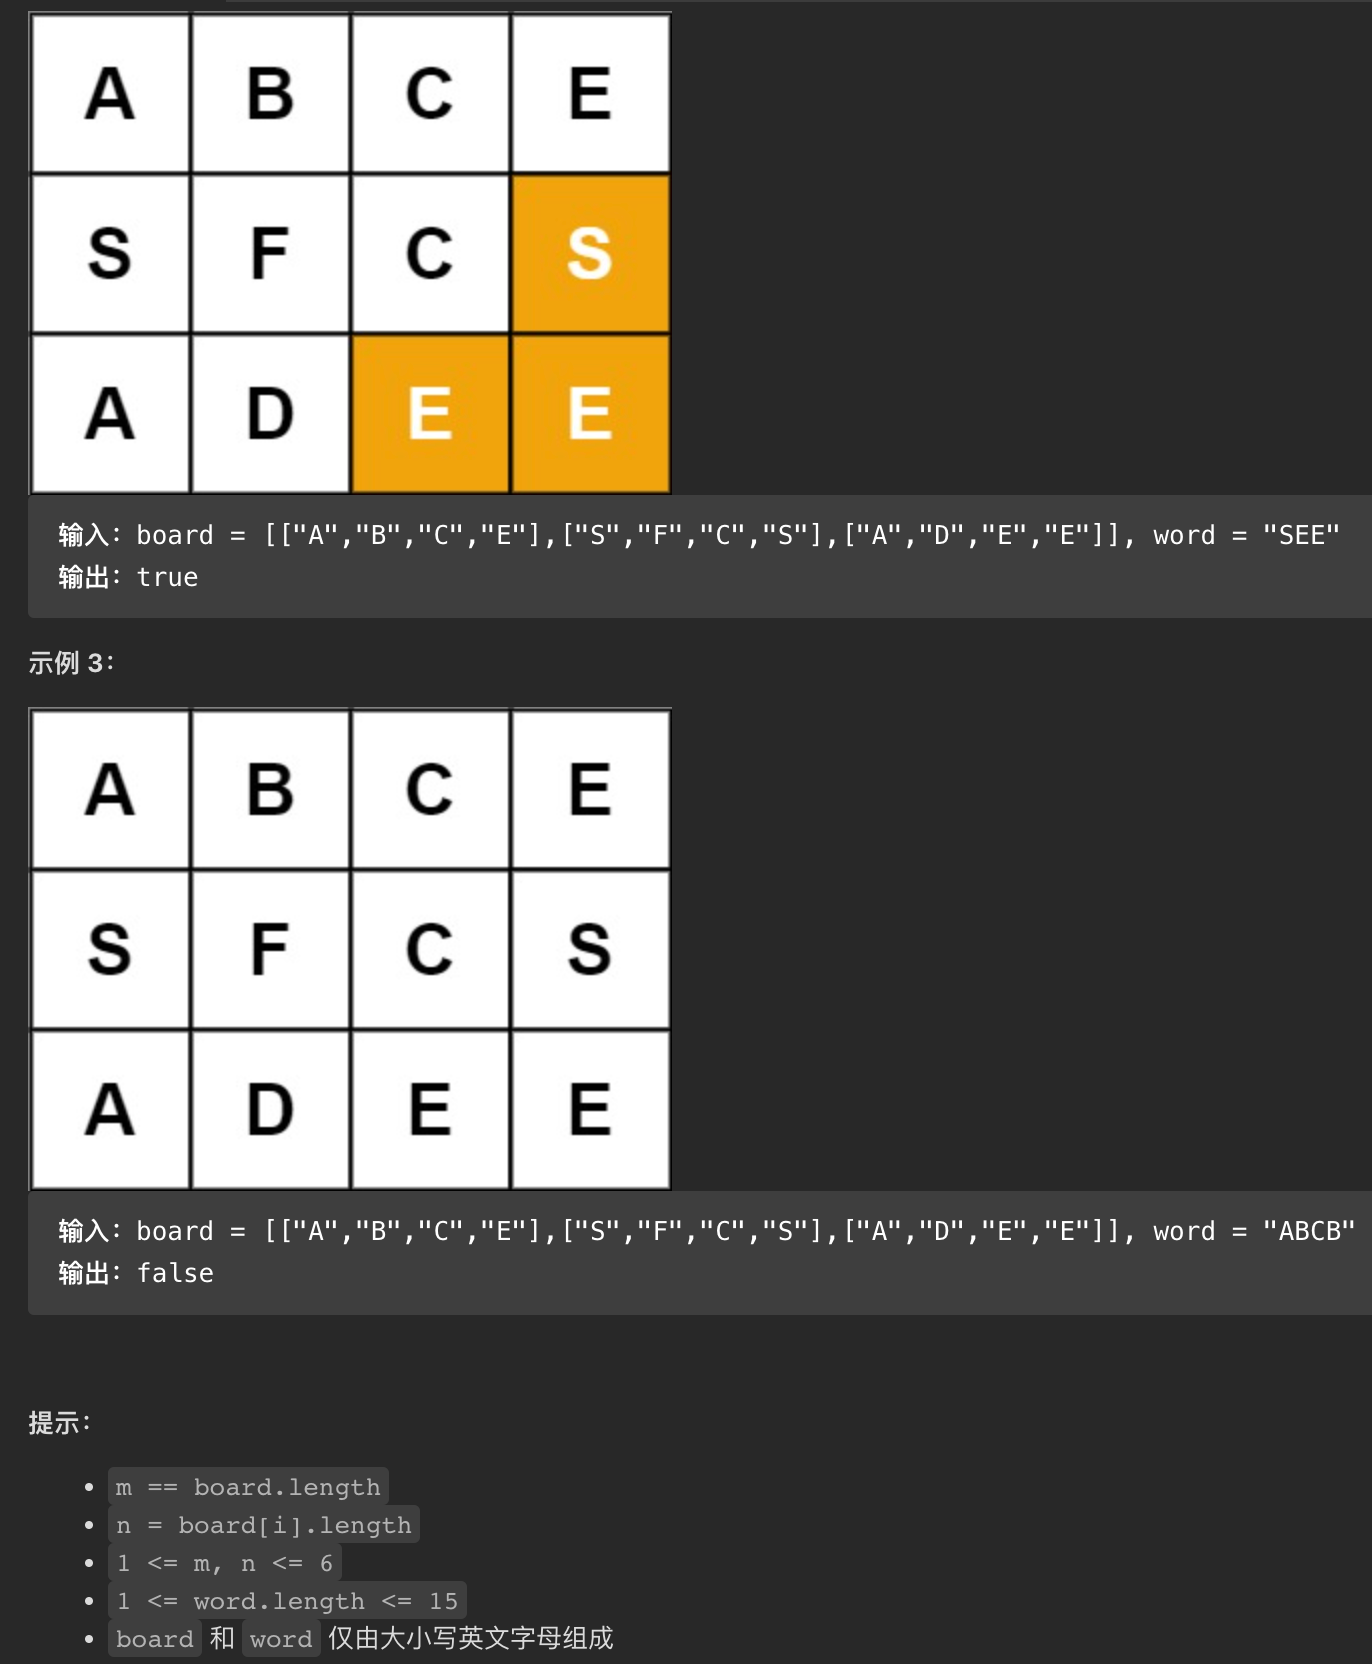 A B C E
S F C S
A D E E
输入：board = [["A","B","C","E"],["S","F","C","S"],["A","D","E","E"]], word = "SEE"
输出：true
示例 3：
A B C E
S F C S
A D E E
输入：board = [["A","B","C","E"],["S","F","C","S"],["A","D","E","E"]], word = "ABCB"
输出：false
提示：
• m == board.length
• n = board[i].length
• 1 <= m, n <= 6
• 1 <= word.length <= 15
• board 和 word 仅由大小写英文字母组成